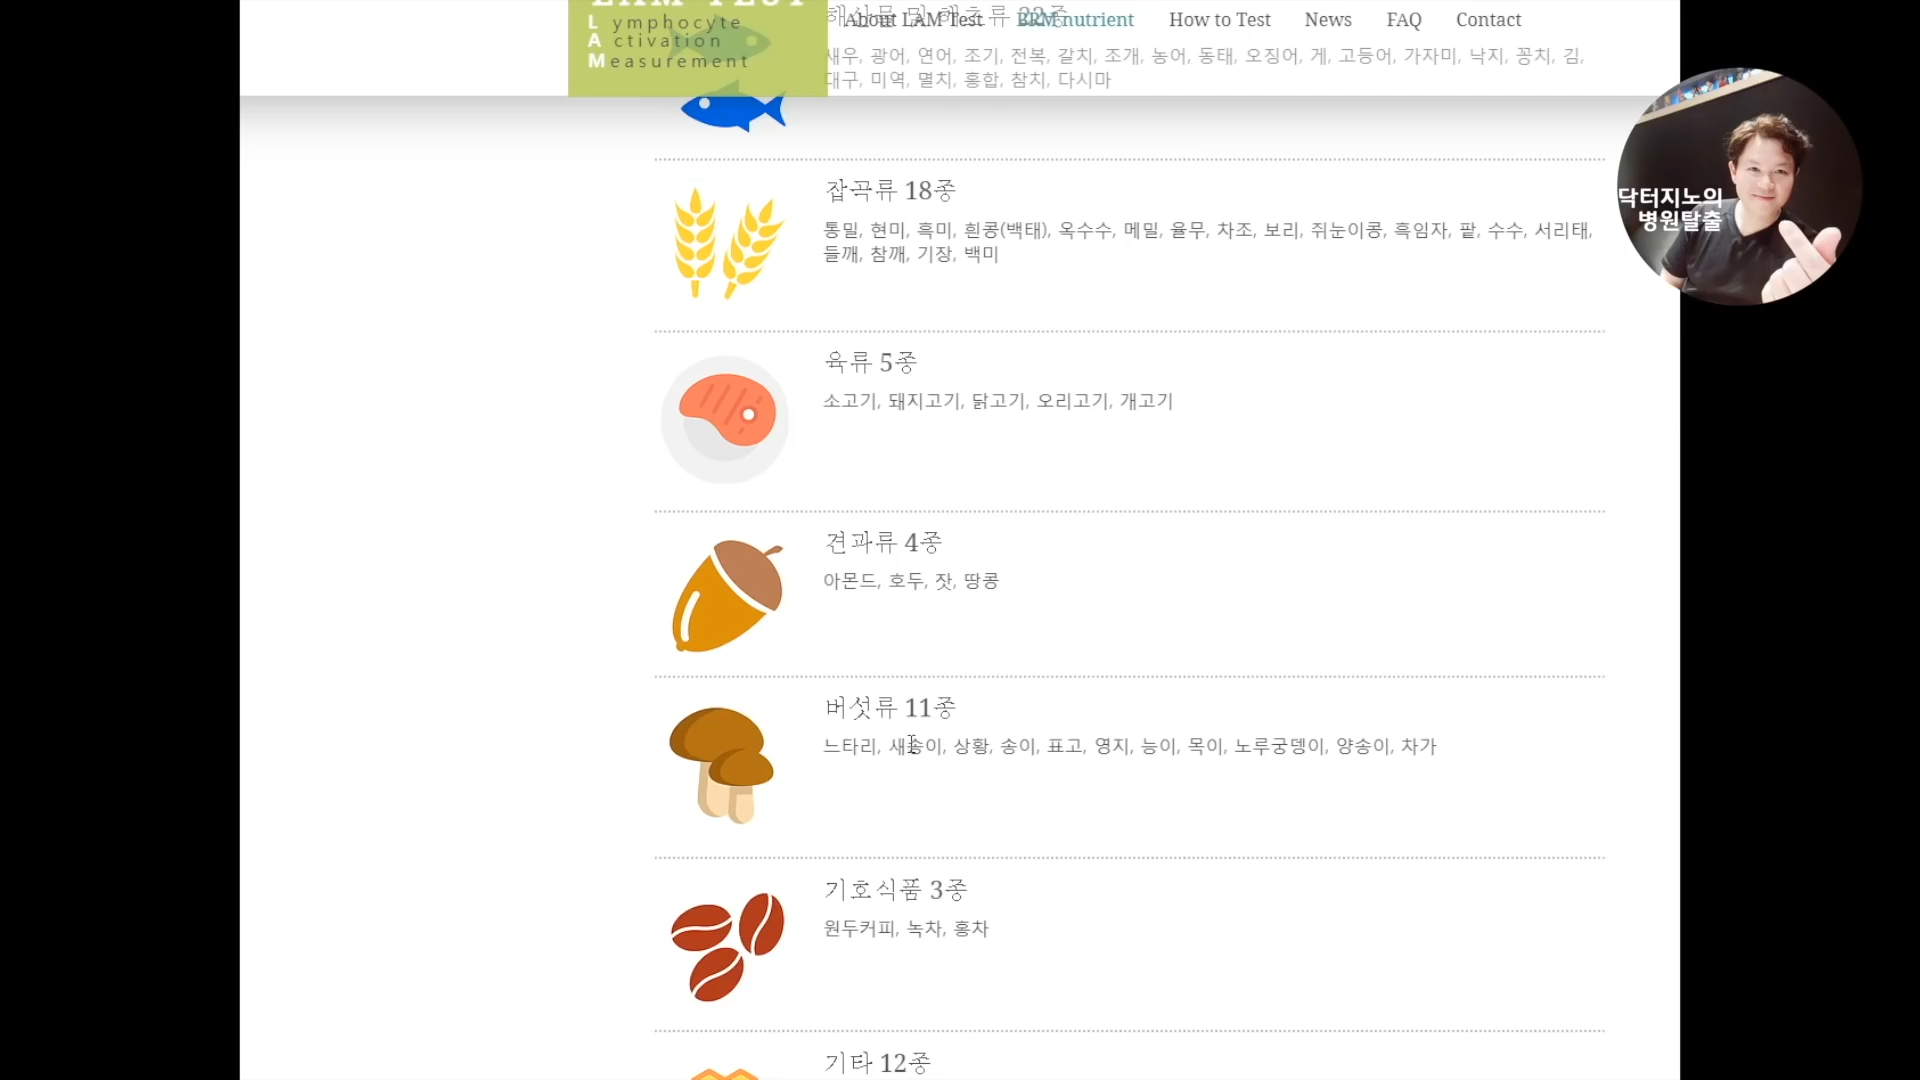 LAM TEST
Lymphocyte
Activation
Measurement
About LAM Test
BRM nutrient
How to Test
News
FAQ
Contact
해산물 및 해초류 22종
새우, 광어, 연어, 조기, 전복, 갈치, 조개, 농어, 동태, 오징어, 게, 고등어, 가자미, 낙지, 꽁치, 김,
대구, 미역, 멸치, 홍합, 참치, 다시마
닥터지노의
병원탈출
잡곡류 18종
통밀, 현미, 흑미, 흰콩(백태), 옥수수, 메밀, 율무, 차조, 보리, 쥐눈이콩, 흑임자, 팥, 수수, 서리태,
들깨, 참깨, 기장, 백미
육류 5종
소고기, 돼지고기, 닭고기, 오리고기, 개고기
견과류 4종
아몬드, 호두, 잣, 땅콩
버섯류 11종
느타리, 새송이, 상황, 송이, 표고, 영지, 능이, 목이, 노루궁뎅이, 양송이, 차가
기호식품 3종
원두커피, 녹차, 홍차
기타 12종